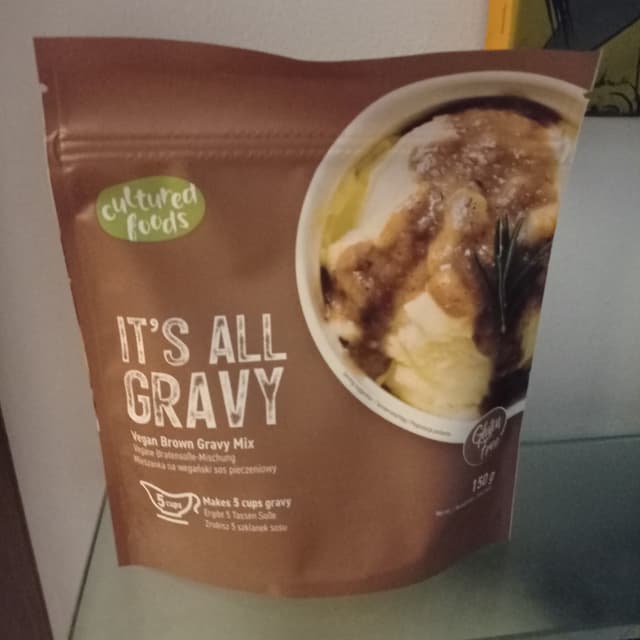 cultured
foods
IT'S ALL
GRAVY
Vegan Brown Gravy Mix
Vegane Bratensoße-Mischung
Mieszanka na wegański sos pieczeniowy
5 cups
Makes 5 cups gravy
Ergibt 5 Tassen Soße
Zrobisz 5 szklanek sosu
Gluten
Free
150 g